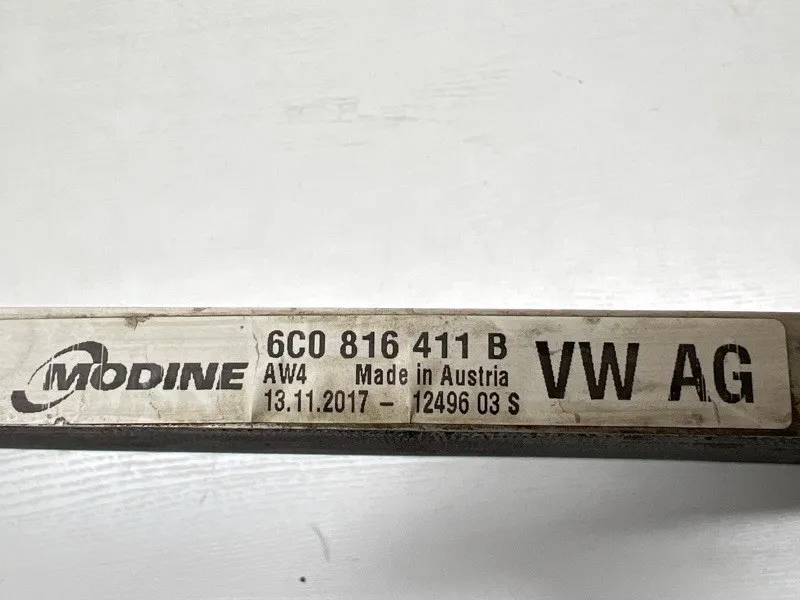 MODINE
6C0 816 411 B
AW4 Made in Austria
13.11.2017 - 12496 03 S
VW AG